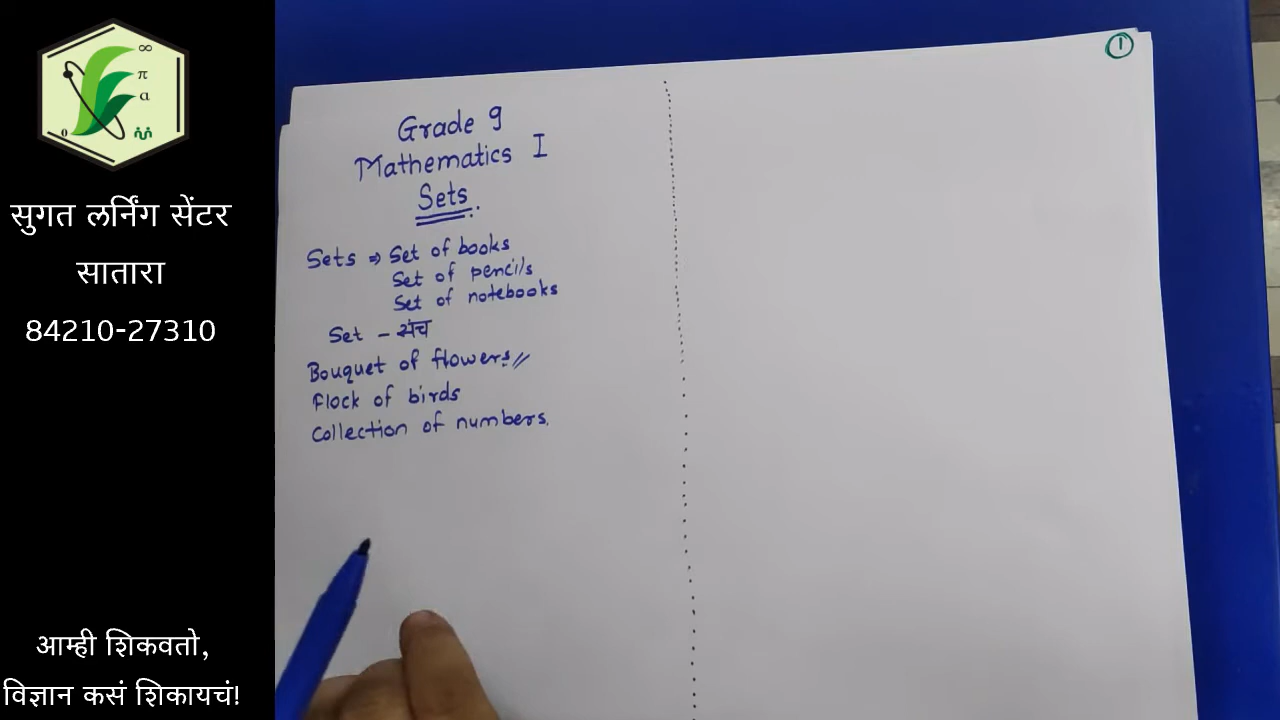 ∞
π
a
सुगत लर्निंग सेंटर
सातारा
84210-27310
आम्ही शिकवतो,
विज्ञान कसं शिकायचं!
1
Grade 9
Mathematics I
Sets.
Sets ⇒ Set of books
Set of pencils
Set of notebooks
Set - संच
Bouquet of flowers //
Flock of birds
Collection of numbers.